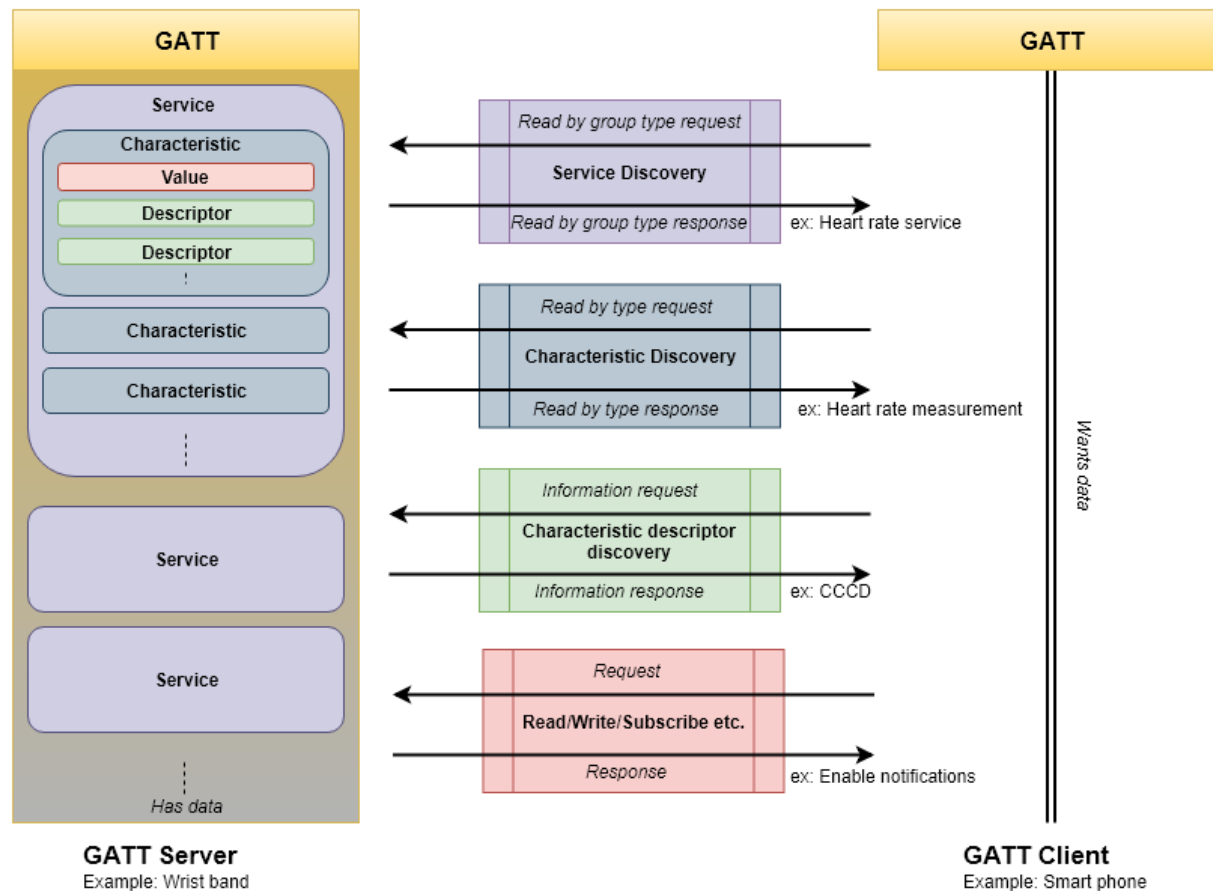 GATT
GATT
Service
Characteristic
Value
Descriptor
Descriptor
Characteristic
Characteristic
Service
Service
Has data
Read by group type request
Service Discovery
Read by group type response
ex: Heart rate service
Read by type request
Characteristic Discovery
Read by type response
ex: Heart rate measurement
Information request
Characteristic descriptor
discovery
Information response
ex: CCCD
Request
Read/Write/Subscribe etc.
Response
ex: Enable notifications
Wants data
GATT Server
Example: Wrist band
GATT Client
Example: Smart phone